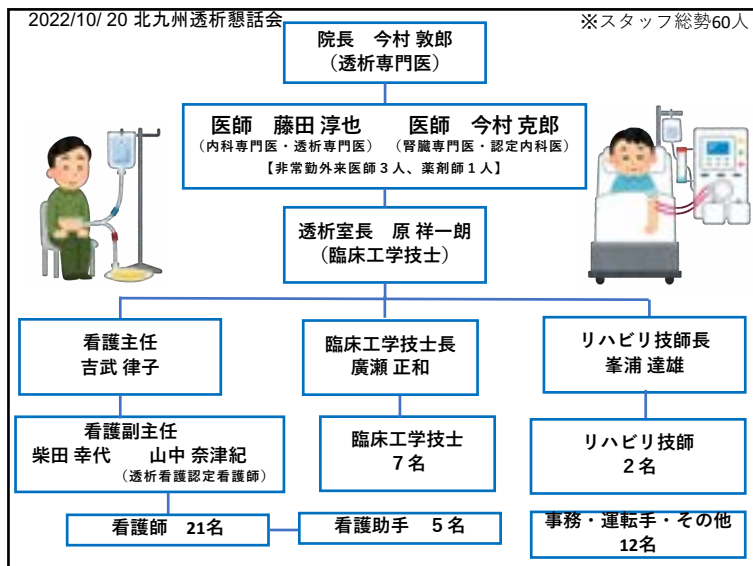 2022/10/ 20 北九州透析懇話会
※スタッフ総勢60人
院長　今村 敦郎
（透析専門医）
医師　藤田 淳也　　医師　今村 克郎
（内科専門医・透析専門医）　（腎臓専門医・認定内科医）
【非常勤外来医師３人、薬剤師１人】
透析室長　原 祥一朗
（臨床工学技士）
看護主任
吉武 律子
臨床工学技士長
廣瀬 正和
リハビリ技師長
峯浦 達雄
看護副主任
柴田 幸代　　山中 奈津紀
（透析看護認定看護師）
臨床工学技士
７名
リハビリ技師
２名
看護師　21名
看護助手　５名
事務・運転手・その他
12名